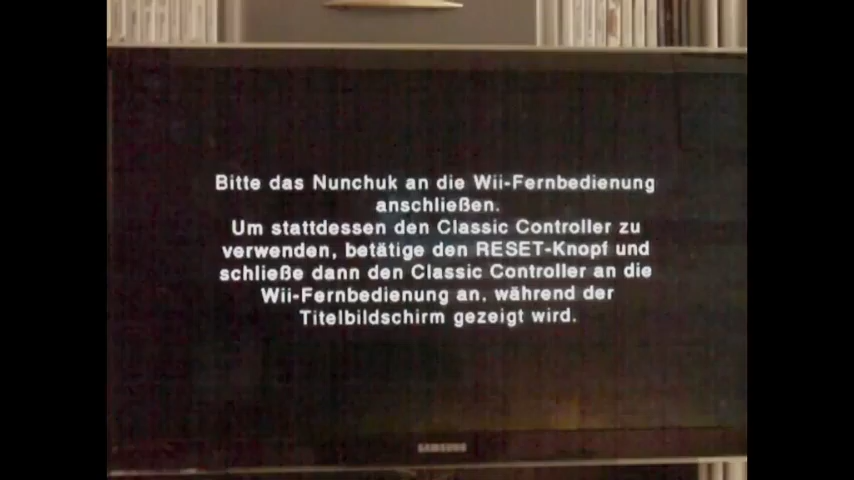 Bitte das Nunchuk an die Wii-Fernbedienung
anschließen.
Um stattdessen den Classic Controller zu
verwenden, betätige den RESET-Knopf und
schließe dann den Classic Controller an die
Wii-Fernbedienung an, während der
Titelbildschirm gezeigt wird.
SAMSUNG